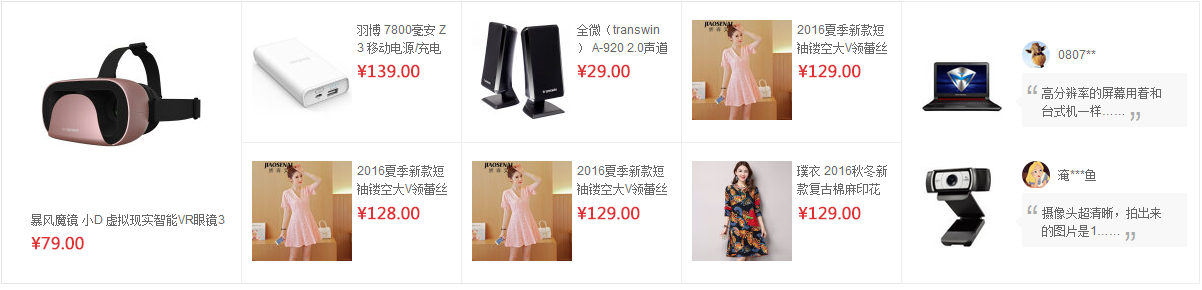 暴风魔镜 小D 虚拟现实智能VR眼镜3
¥79.00
羽博 7800毫安 Z
3 移动电源/充电
¥139.00
全微（transwin
） A-920 2.0声道
¥29.00
JIAOSENAI
2016夏季新款短
袖镂空大V领蕾丝
¥129.00
JIAOSENAI
2016夏季新款短
袖镂空大V领蕾丝
¥128.00
JIAOSENAI
2016夏季新款短
袖镂空大V领蕾丝
¥129.00
璞衣 2016秋冬新
款复古棉麻印花
¥129.00
0807**
“ 高分辨率的屏幕用着和
台式机一样…… ”
淹***鱼
“ 摄像头超清晰，拍出来
的图片是1…… ”